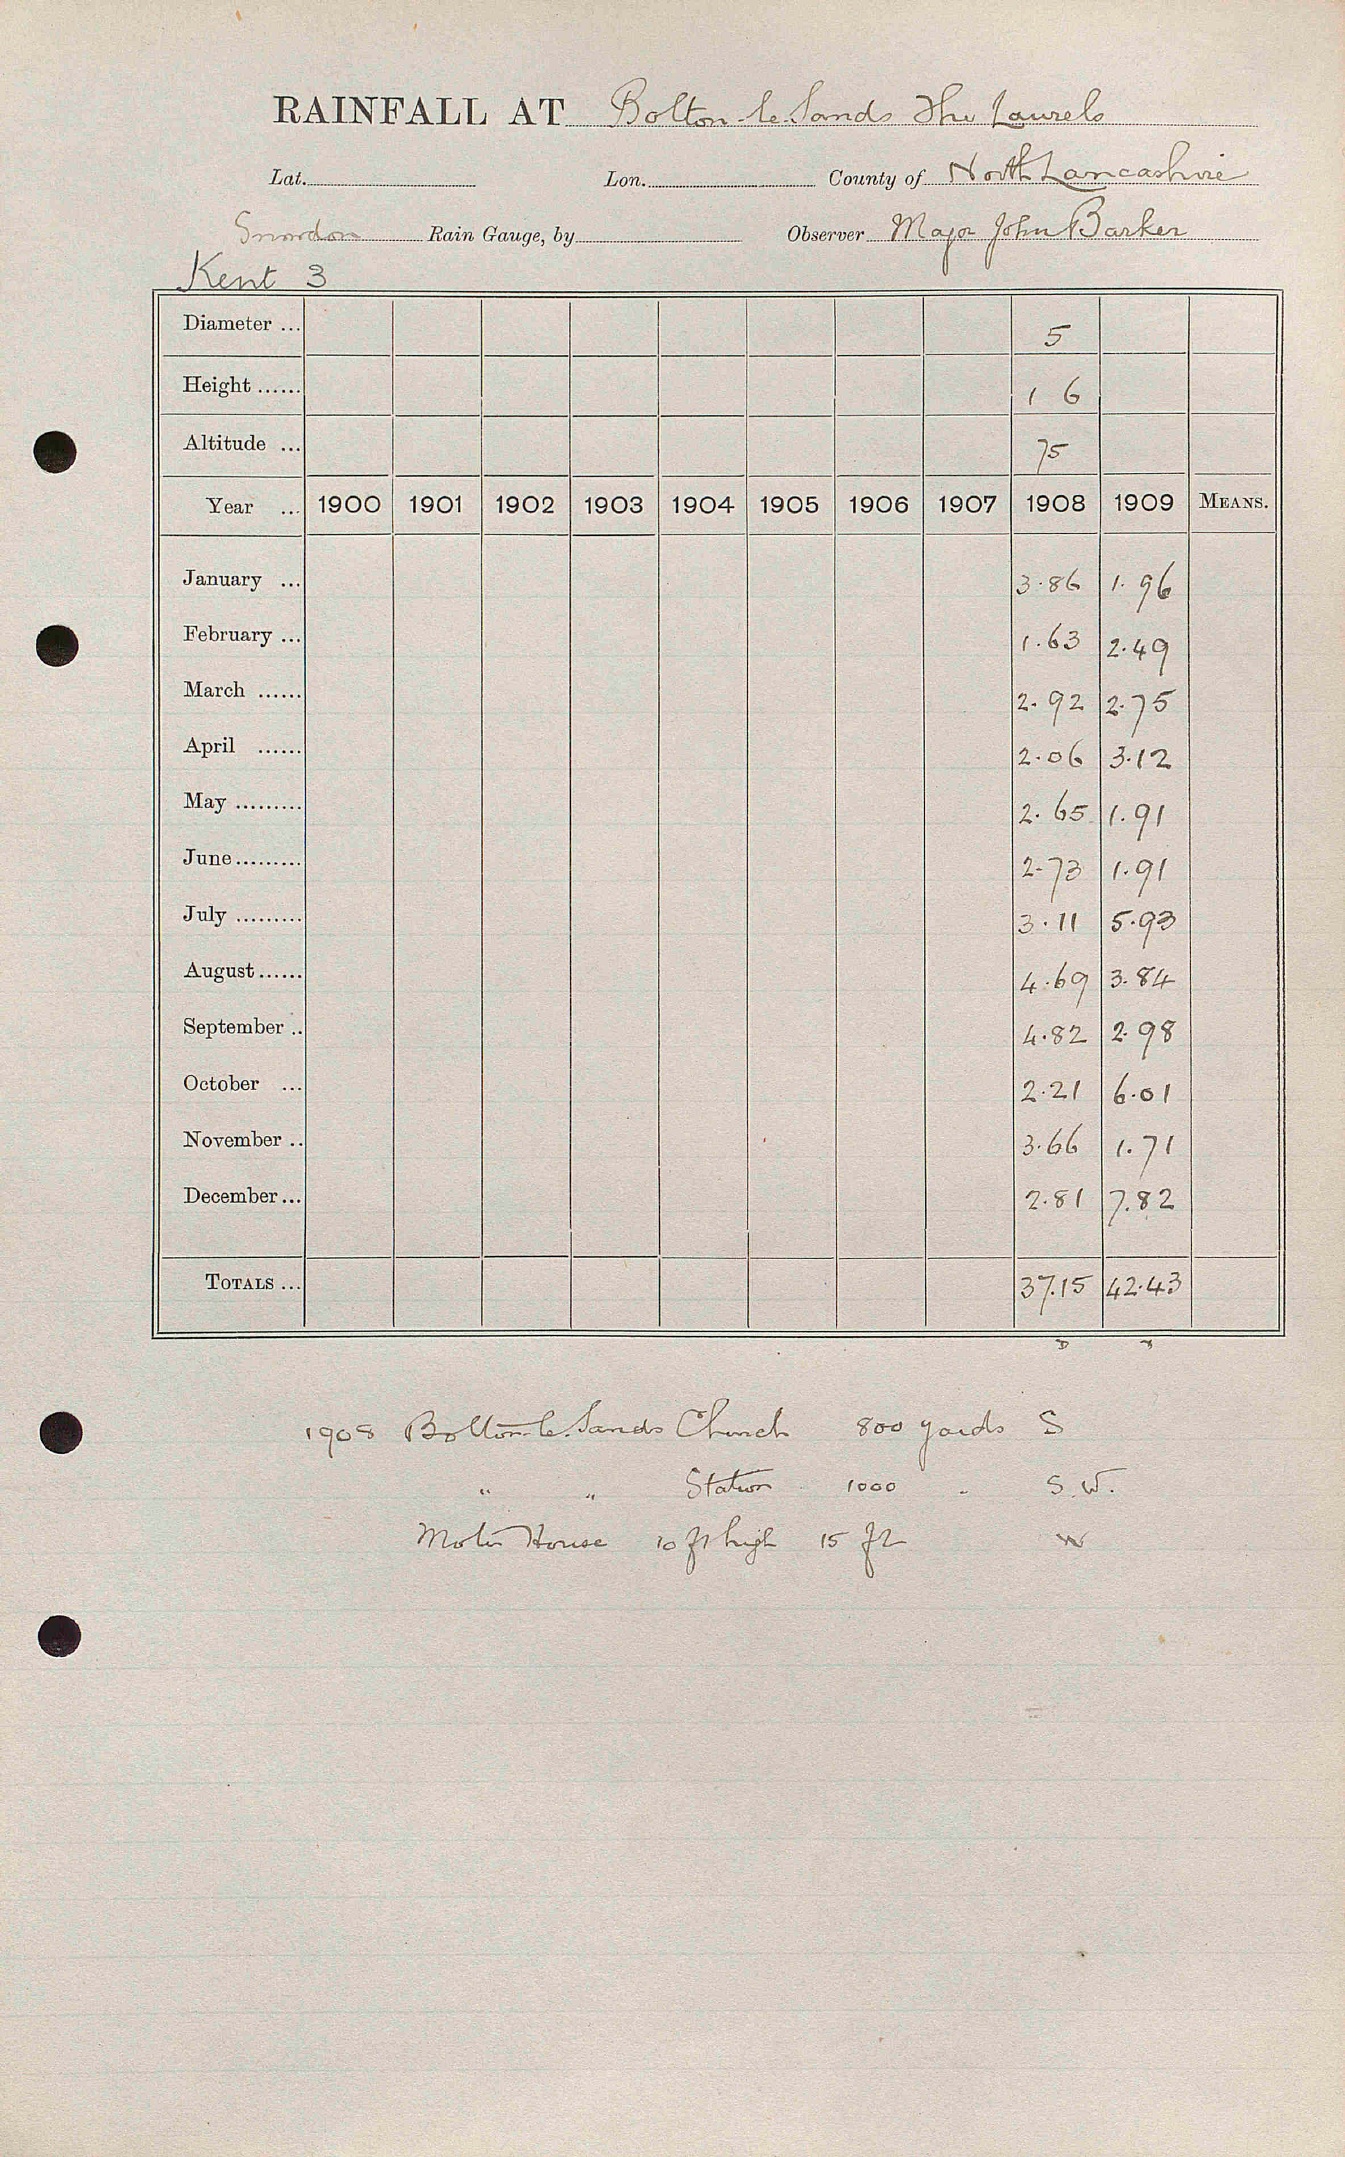 RAINFALL AT Bolton-le-Sands The Laurels
Lat. Lon. County of North Lancashire
Snowdon Rain Gauge, by Observer Major John Barker
Kent 3
Diameter ... 5
Height ...... 1 6
Altitude ... 75
Year ... 1900 1901 1902 1903 1904 1905 1906 1907 1908 1909 MEANS.
January ... 3.86 1.96
February ... 1.63 2.49
March ...... 2.92 2.75
April ...... 2.06 3.12
May ......... 2.65 1.91
June ......... 2.73 1.91
July ......... 3.11 5.93
August ...... 4.69 3.84
September .. 4.82 2.98
October ... 2.21 6.01
November .. 3.66 1.71
December ... 2.81 7.82
TOTALS ... 37.15 42.43
1908 Bolton-le-Sands Church 800 yards S
" " Station 1000 " S.W.
Motor House 10 ft high 15 ft W